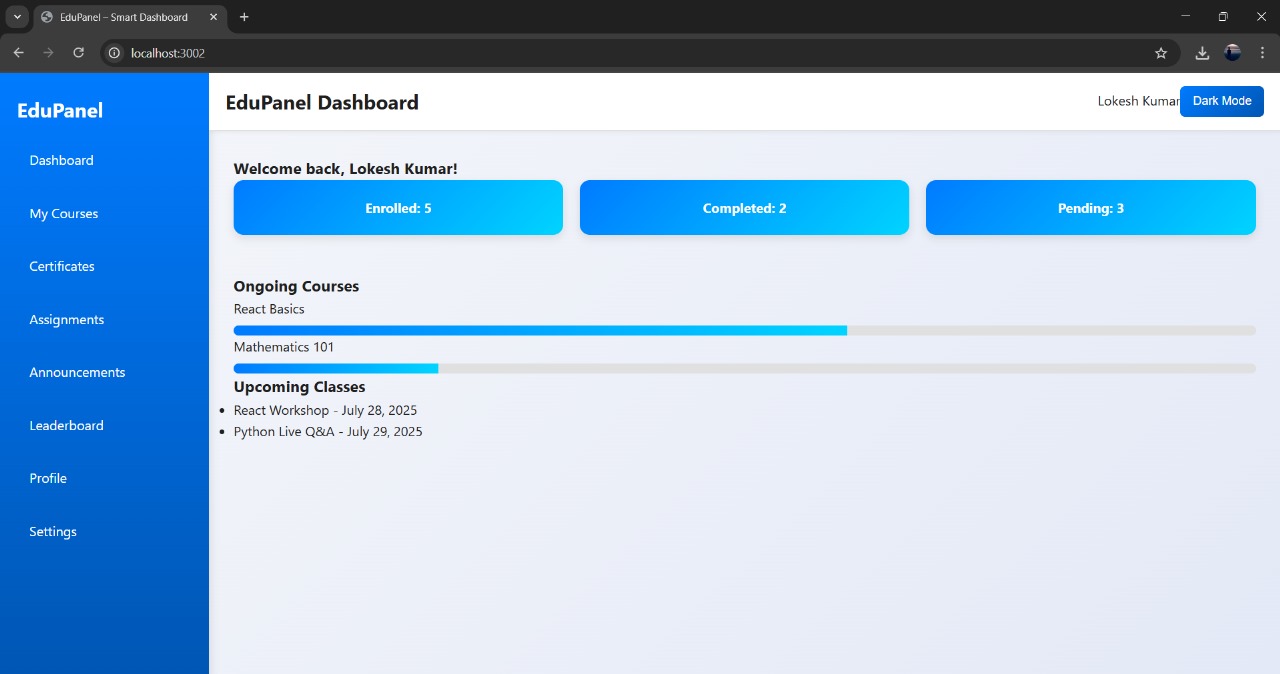 EduPanel – Smart Dashboard
localhost:3002
EduPanel
Dashboard
My Courses
Certificates
Assignments
Announcements
Leaderboard
Profile
Settings
EduPanel Dashboard
Lokesh Kumar
Dark Mode
Welcome back, Lokesh Kumar!
Enrolled: 5
Completed: 2
Pending: 3
Ongoing Courses
React Basics
Mathematics 101
Upcoming Classes
React Workshop - July 28, 2025
Python Live Q&A - July 29, 2025